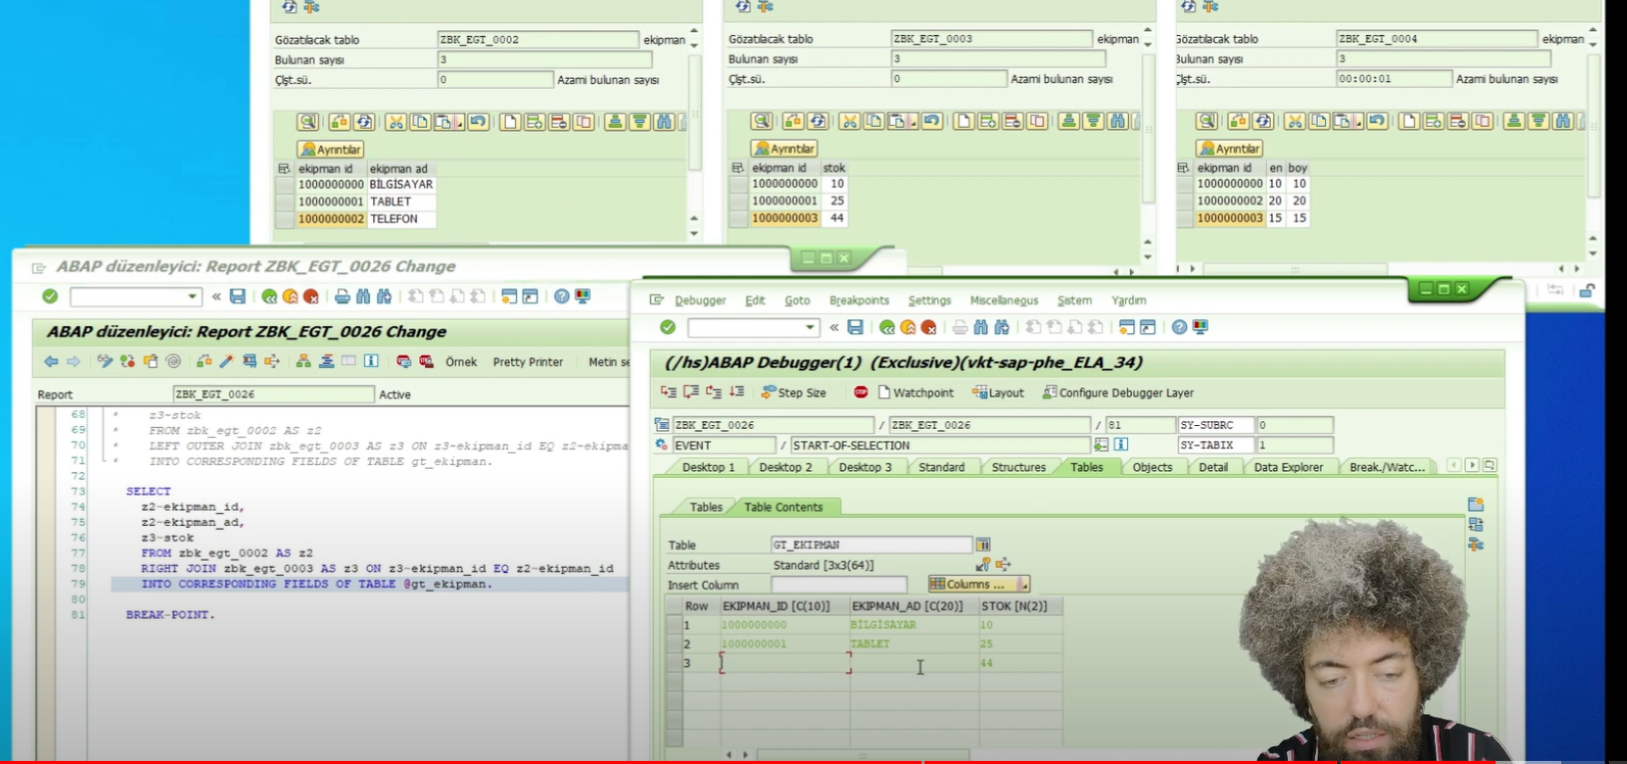 Gözatılacak tablo ZBK_EGT_0002 ekipman
Bulunan sayısı 3
Çlşt.sü. 0 Azami bulunan sayısı
Ayrıntılar
ekipman id ekipman ad
1000000000 BİLGİSAYAR
1000000001 TABLET
1000000002 TELEFON
Gözatılacak tablo ZBK_EGT_0003 ekipman
Bulunan sayısı 3
Çlşt.sü. 0 Azami bulunan sayısı
Ayrıntılar
ekipman id stok
1000000000 10
1000000001 25
1000000003 44
Gözatılacak tablo ZBK_EGT_0004 ekipman
Bulunan sayısı 3
Çlşt.sü. 00:00:01 Azami bulunan sayısı
Ayrıntılar
ekipman id en boy
1000000000 10 10
1000000002 20 20
1000000003 15 15
ABAP düzenleyici: Report ZBK_EGT_0026 Change
ABAP düzenleyici: Report ZBK_EGT_0026 Change
Örnek Pretty Printer Metin se
Report ZBK_EGT_0026 Active
68 * z3~stok
69 * FROM zbk_egt_0002 AS z2
70 * LEFT OUTER JOIN zbk_egt_0003 AS z3 ON z3~ekipman_id EQ z2~ekipma
71 * INTO CORRESPONDING FIELDS OF TABLE gt_ekipman.
72
73 SELECT
74 z2~ekipman_id,
75 z2~ekipman_ad,
76 z3~stok
77 FROM zbk_egt_0002 AS z2
78 RIGHT JOIN zbk_egt_0003 AS z3 ON z3~ekipman_id EQ z2~ekipman_id
79 INTO CORRESPONDING FIELDS OF TABLE @gt_ekipman.
80
81 BREAK-POINT.
Debugger Edit Goto Breakpoints Settings Miscellanegus Sistem Yardım
(/hs)ABAP Debugger(1) (Exclusive)(vkt-sap-phe_ELA_34)
Step Size STOP Watchpoint Layout Configure Debugger Layer
ZBK_EGT_0026 / ZBK_EGT_0026 / 81 SY-SUBRC 0
EVENT / START-OF-SELECTION SY-TABIX 1
Desktop 1 Desktop 2 Desktop 3 Standard Structures Tables Objects Detail Data Explorer Break./Watc...
Tables Table Contents
Table GT_EKIPMAN
Attributes Standard [3x3(64)]
Insert Column Columns ...
Row EKIPMAN_ID [C(10)] EKIPMAN_AD [C(20)] STOK [N(2)]
1 1000000000 BİLGİSAYAR 10
2 1000000001 TABLET 25
3 44